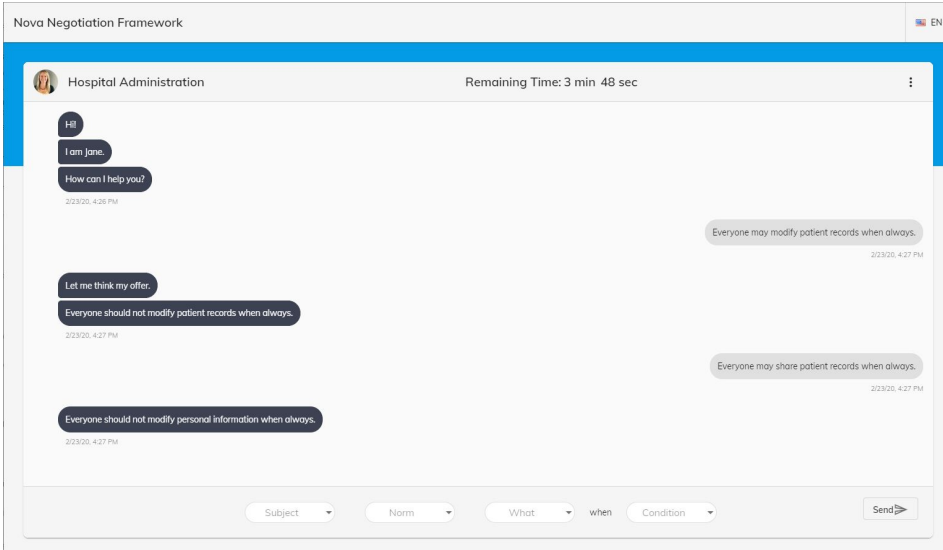 Nova Negotiation Framework
EN
Hospital Administration
Remaining Time: 3 min 48 sec
Hi!
I am Jane.
How can I help you?
2/23/20, 4:26 PM
Everyone may modify patient records when always.
2/23/20, 4:27 PM
Let me think my offer.
Everyone should not modify patient records when always.
2/23/20, 4:27 PM
Everyone may share patient records when always.
2/23/20, 4:27 PM
Everyone should not modify personal information when always.
2/23/20, 4:27 PM
Subject Norm What when Condition Send